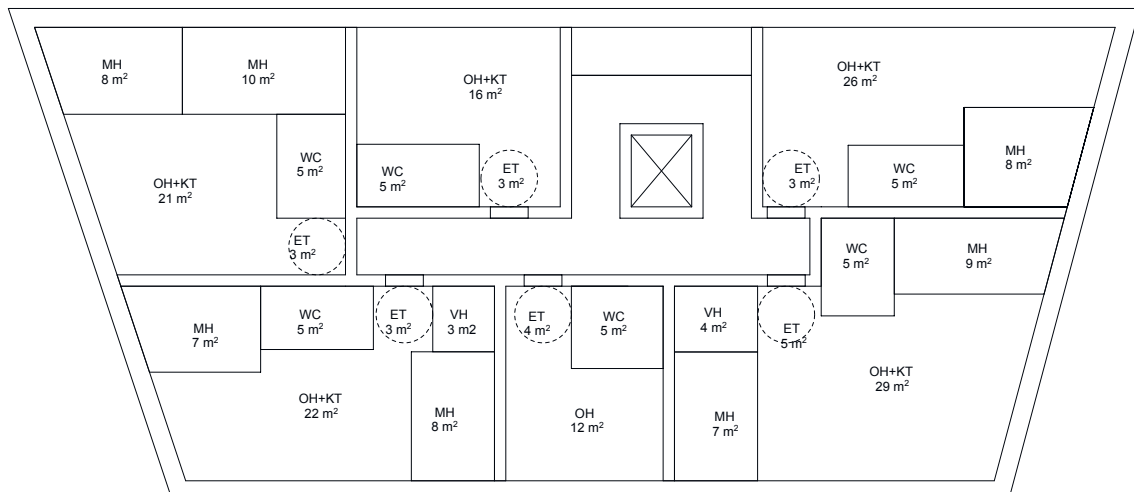 MH
8 m²
MH
10 m²
OH+KT
16 m²
OH+KT
26 m²
WC
5 m²
OH+KT
21 m²
WC
5 m²
ET
3 m²
ET
3 m²
WC
5 m²
MH
8 m²
ET
3 m²
WC
5 m²
MH
9 m²
MH
7 m²
WC
5 m²
ET
3 m²
VH
3 m2
ET
4 m²
WC
5 m²
VH
4 m²
ET
5 m²
OH+KT
22 m²
MH
8 m²
OH
12 m²
MH
7 m²
OH+KT
29 m²